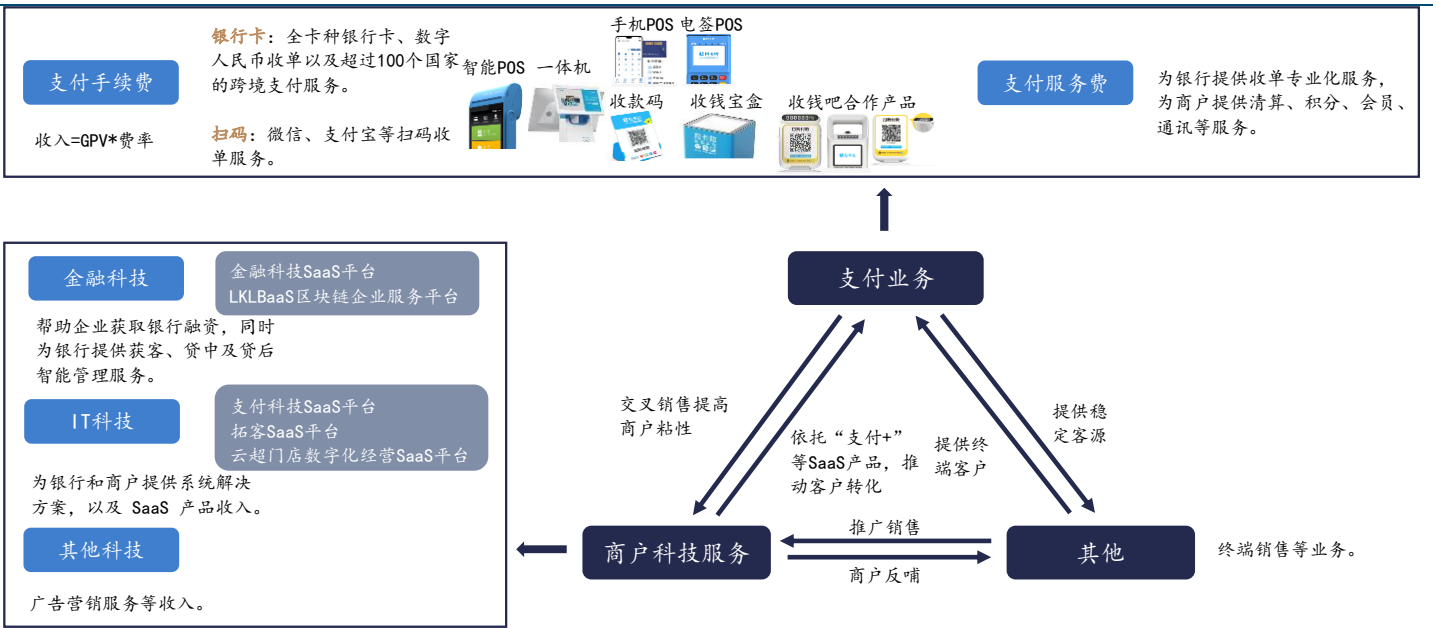 支付手续费
收入=GPV*费率
银行卡：全卡种银行卡、数字
人民币收单以及超过100个国家
的跨境支付服务。
扫码：微信、支付宝等扫码收
单服务。
智能POS
一体机
手机POS
电签POS
收款码
收钱宝盒
收钱吧合作产品
支付服务费
为银行提供收单专业化服务，
为商户提供清算、积分、会员、
通讯等服务。
金融科技
金融科技SaaS平台
LKLBaaS区块链企业服务平台
帮助企业获取银行融资，同时
为银行提供获客、贷中及贷后
智能管理服务。
IT科技
支付科技SaaS平台
拓客SaaS平台
云超门店数字化经营SaaS平台
为银行和商户提供系统解决
方案，以及 SaaS 产品收入。
其他科技
广告营销服务等收入。
支付业务
交叉销售提高
商户粘性
依托“支付+”
等SaaS产品，推
动客户转化
提供终
端客户
提供稳
定客源
商户科技服务
推广销售
商户反哺
其他
终端销售等业务。